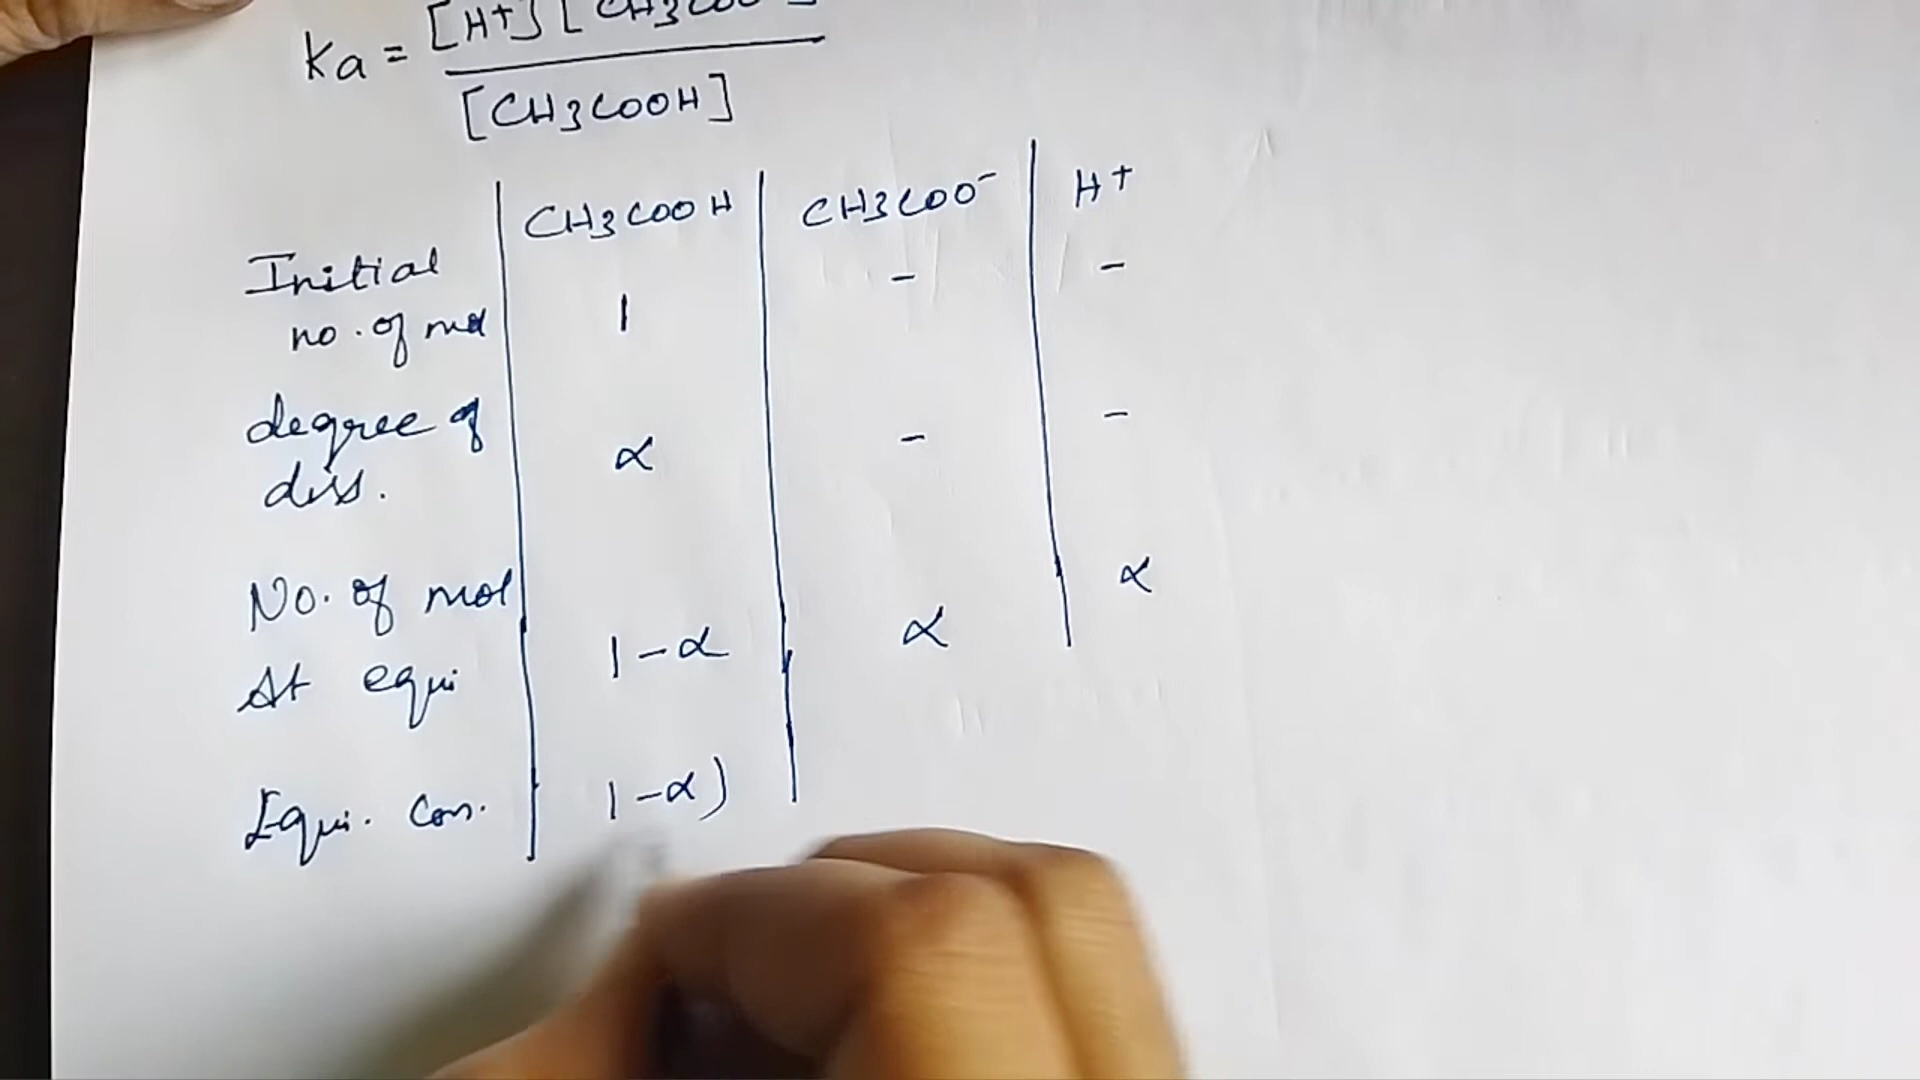 Ka = [H+] [CH3COO-]
[CH3COOH]
CH3COOH CH3COO- H+
Initial - -
no. of mol 1
degree of -
diss. α -
No. of mol α
At equi 1-α α
Equi. Con. 1-α)